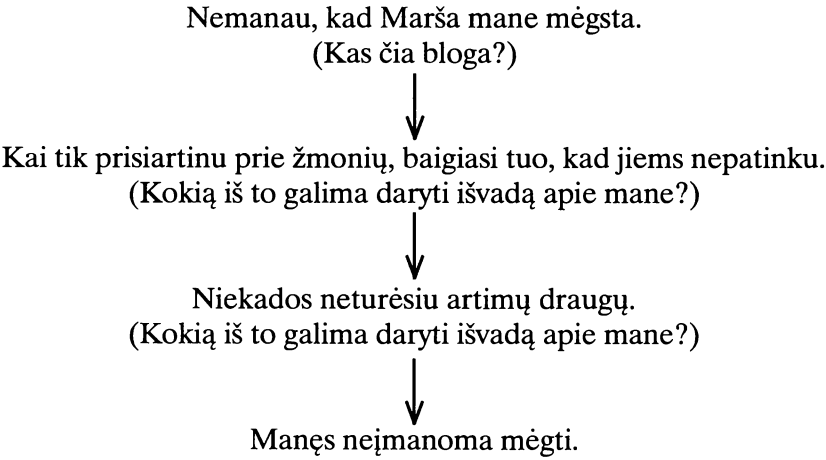 Nemanau, kad Marša mane mėgsta.
(Kas čia bloga?)
Kai tik prisiartinu prie žmonių, baigiasi tuo, kad jiems nepatinku.
(Kokią iš to galima daryti išvadą apie mane?)
Niekados neturėsiu artimų draugų.
(Kokią iš to galima daryti išvadą apie mane?)
Manęs neįmanoma mėgti.